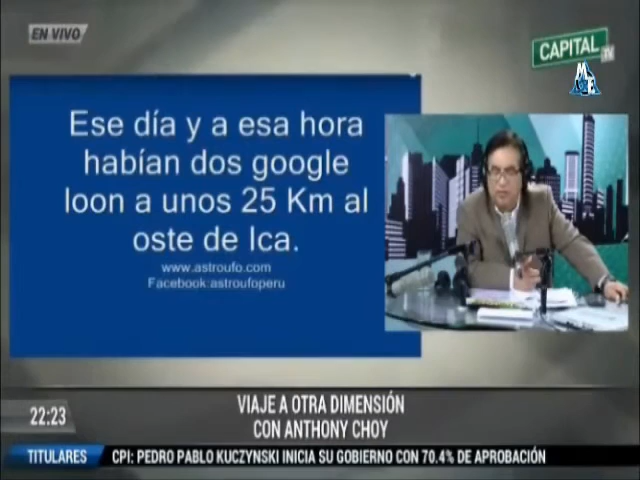 EN VIVO
CAPITAL
TV
Ese día y a esa hora
habían dos google
loon a unos 25 Km al
oste de Ica.
www.astroufo.com
Facebook:astroufoperu
VIAJE A OTRA DIMENSIÓN
CON ANTHONY CHOY
22:23
TITULARES
CPI: PEDRO PABLO KUCZYNSKI INICIA SU GOBIERNO CON 70.4% DE APROBACIÓN